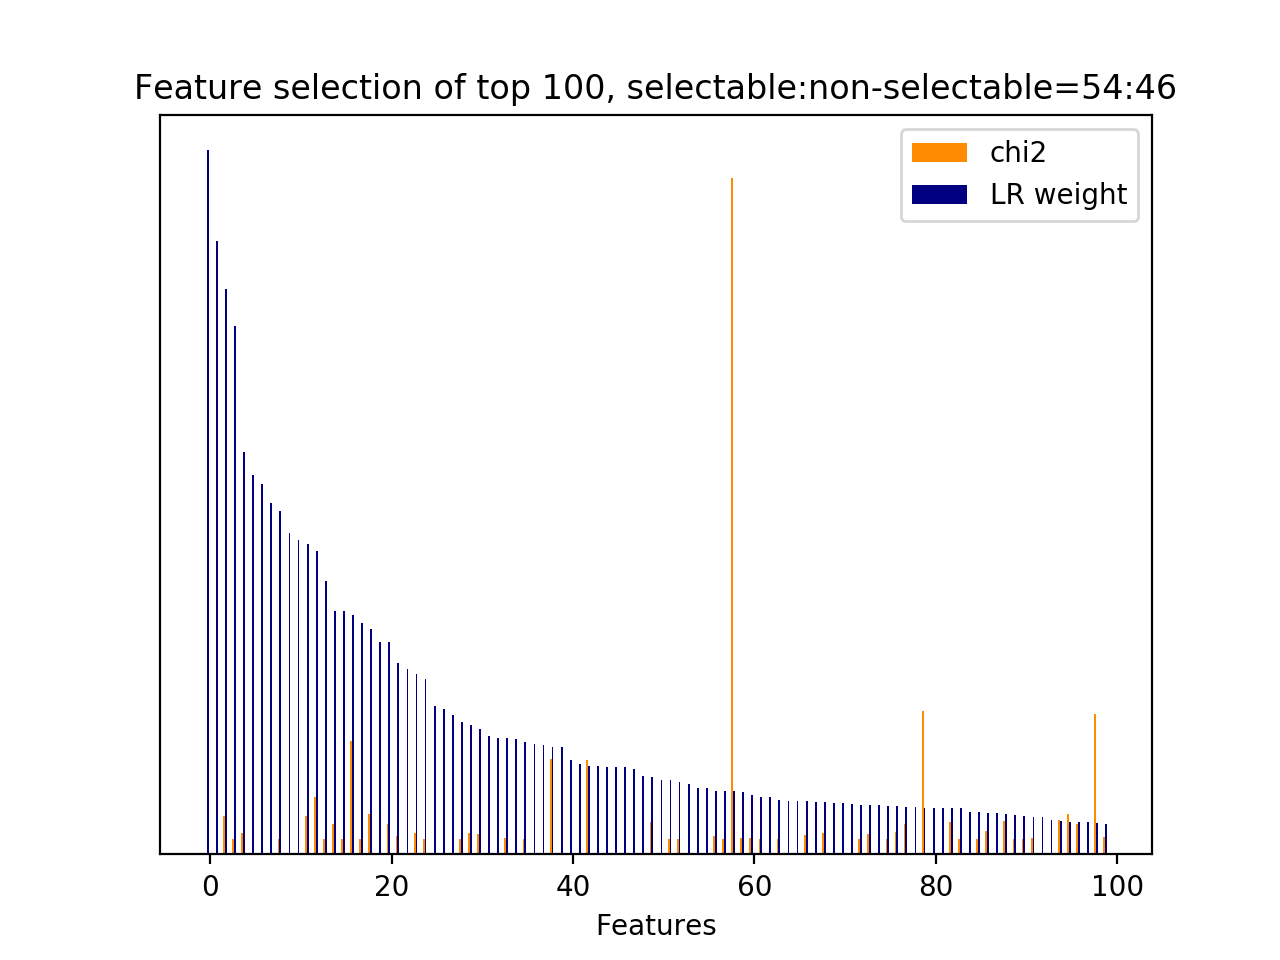 Feature selection of top 100, selectable:non-selectable=54:46
chi2
LR weight
0 20 40 60 80 100
Features